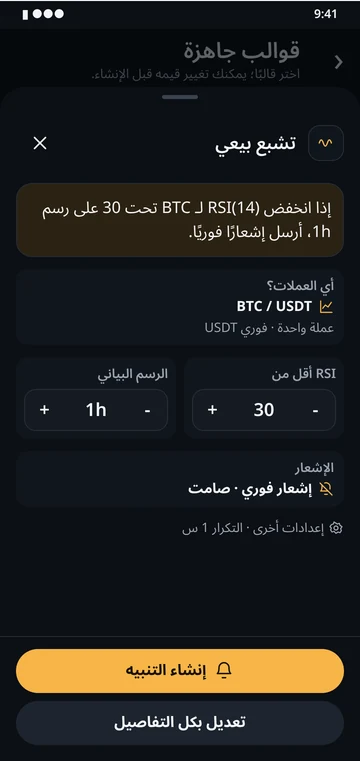 9:41
قوالب جاهزة
اختر قالبًا؛ يمكنك تغيير قيمه قبل الإنشاء.
تشبع بيعي
إذا انخفض RSI(14) لـ BTC تحت 30 على رسم
1h، أرسل إشعارًا فوريًا.
أي العملات؟
BTC / USDT
عملة واحدة · فوري USDT
RSI أقل من
- 30 +
الرسم البياني
- 1h +
الإشعار
إشعار فوري · صامت
إعدادات أخرى · التكرار 1 س
إنشاء التنبيه
تعديل بكل التفاصيل